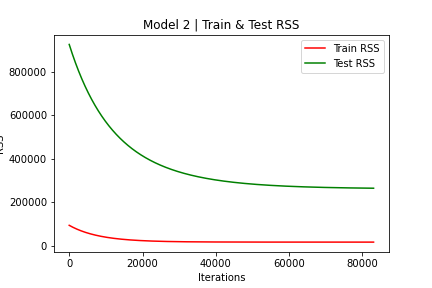 Model 2 | Train & Test RSS
Train RSS
Test RSS
800000
600000
400000
200000
0
RSS
0
20000
40000
60000
80000
Iterations